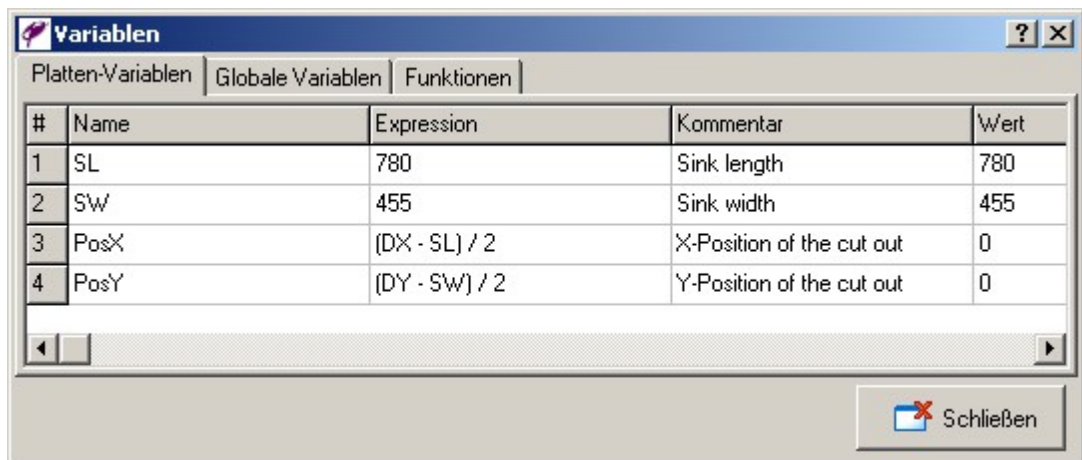 Variablen
Platten-Variablen Globale Variablen Funktionen
# Name Expression Kommentar Wert
1 SL 780 Sink length 780
2 SW 455 Sink width 455
3 PosX (DX - SL) / 2 X-Position of the cut out 0
4 PosY (DY - SW) / 2 Y-Position of the cut out 0
Schließen